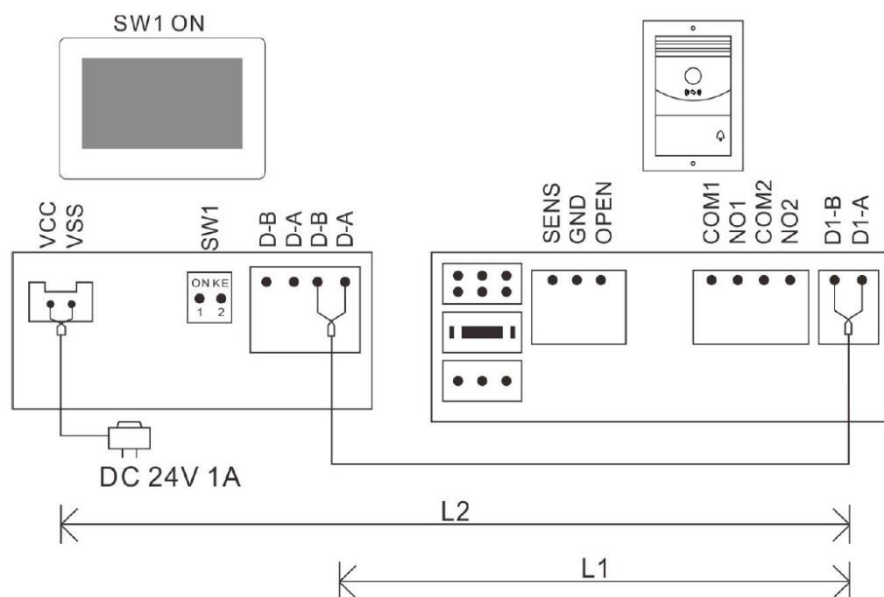 SW1 ON
VCC
VSS
SW1
D-B
D-A
D-B
D-A
SENS
GND
OPEN
COM1
NO1
COM2
NO2
D1-B
D1-A
ON KE
1 2
DC 24V 1A
L2
L1